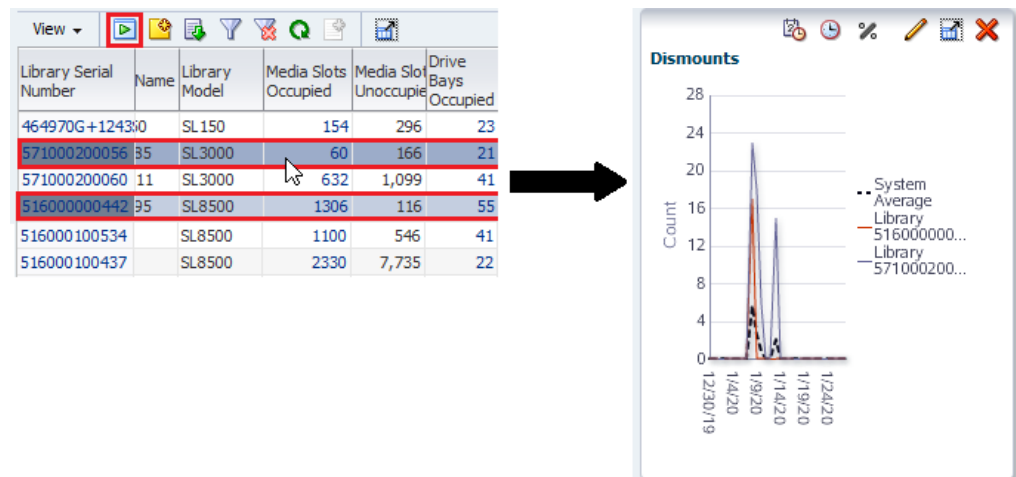 View
Library Serial Number
Name
Library Model
Media Slots Occupied
Media Slot Unoccupie
Drive Bays Occupied
464970G+1243 50 SL150 154 296 23
571000200056 35 SL3000 60 166 21
571000200060 11 SL3000 632 1,099 41
516000000442 95 SL8500 1306 116 55
516000100534 SL8500 1100 546 41
516000100437 SL8500 2330 7,735 22
%
Dismounts
28
24
20
16
12
8
4
0
Count
12/30/19
1/4/20
1/9/20
1/14/20
1/19/20
1/24/20
System
Average
Library
516000000...
Library
571000200...